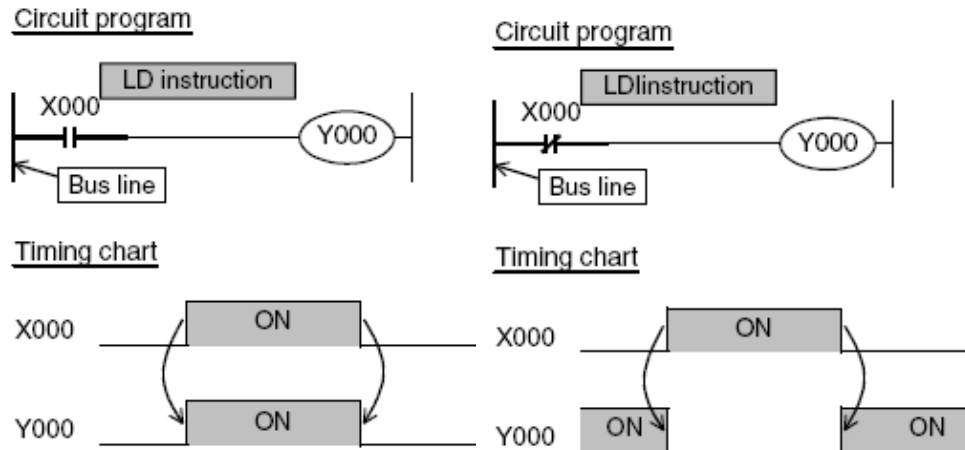 Circuit program
LD instruction
X000
Y000
Bus line
Timing chart
X000
ON
Y000
ON
Circuit program
LDIinstruction
X000
Y000
Bus line
Timing chart
X000
ON
Y000
ON
ON